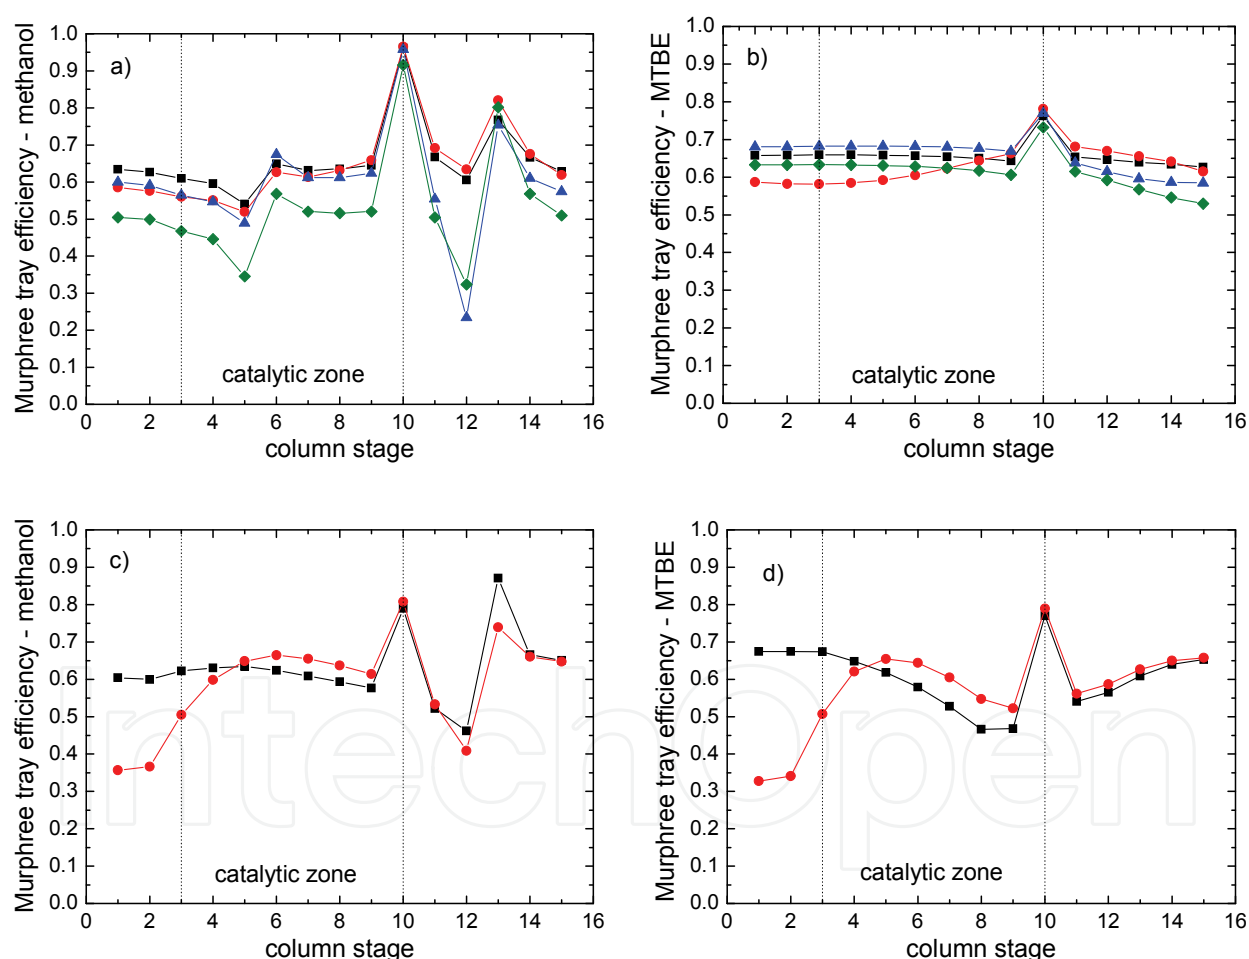 a)
Murphree tray efficiency - methanol
1.0
0.9
0.8
0.7
0.6
0.5
0.4
0.3
0.2
0.1
0.0
catalytic zone
0 2 4 6 8 10 12 14 16
column stage
b)
Murphree tray efficiency - MTBE
1.0
0.9
0.8
0.7
0.6
0.5
0.4
0.3
0.2
0.1
0.0
catalytic zone
0 2 4 6 8 10 12 14 16
column stage
c)
Murphree tray efficiency - methanol
1.0
0.9
0.8
0.7
0.6
0.5
0.4
0.3
0.2
0.1
0.0
catalytic zone
0 2 4 6 8 10 12 14 16
column stage
d)
Murphree tray efficiency - MTBE
1.0
0.9
0.8
0.7
0.6
0.5
0.4
0.3
0.2
0.1
0.0
catalytic zone
0 2 4 6 8 10 12 14 16
column stage
IntechOpen